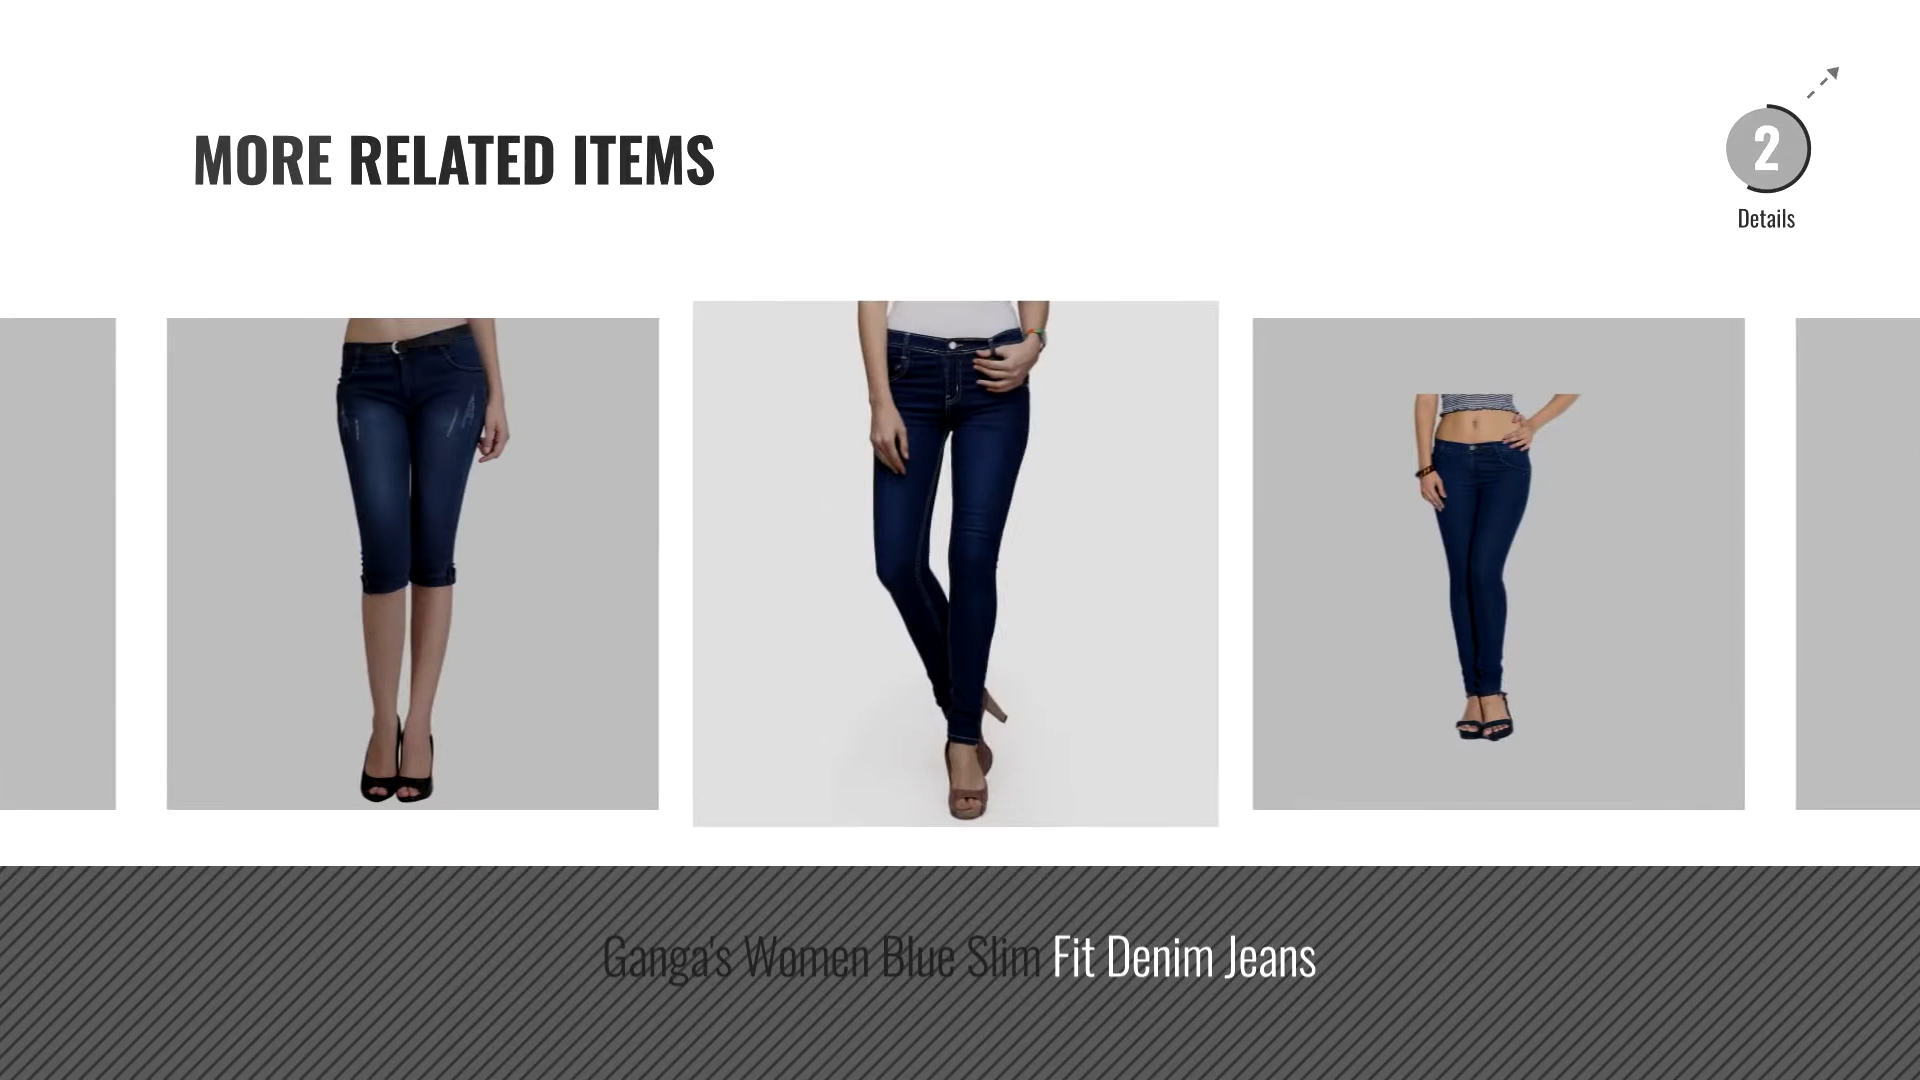 MORE RELATED ITEMS
2
Details
Ganga's Women Blue Slim Fit Denim Jeans